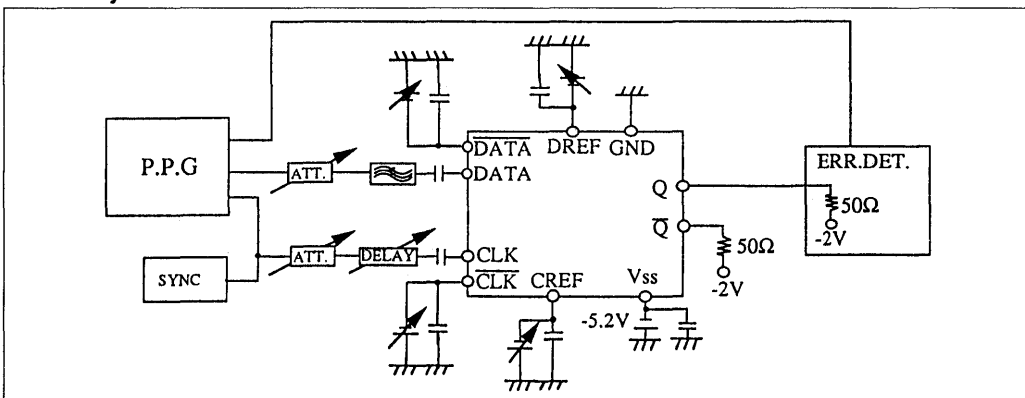 P.P.G
SYNC
ATT.
ATT.
DELAY
DATA
DATA
DREF
GND
CLK
CLK
CREF
Vss
-5.2V
Q
Q
50Ω
-2V
ERR.DET.
50Ω
-2V